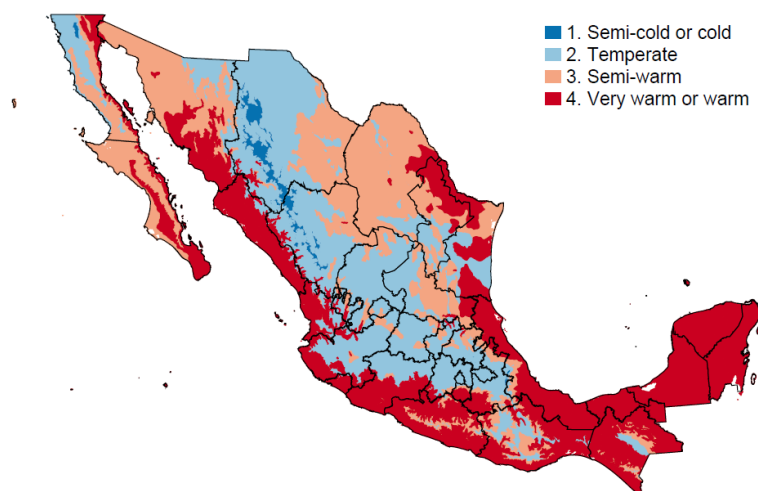 1. Semi-cold or cold
2. Temperate
3. Semi-warm
4. Very warm or warm